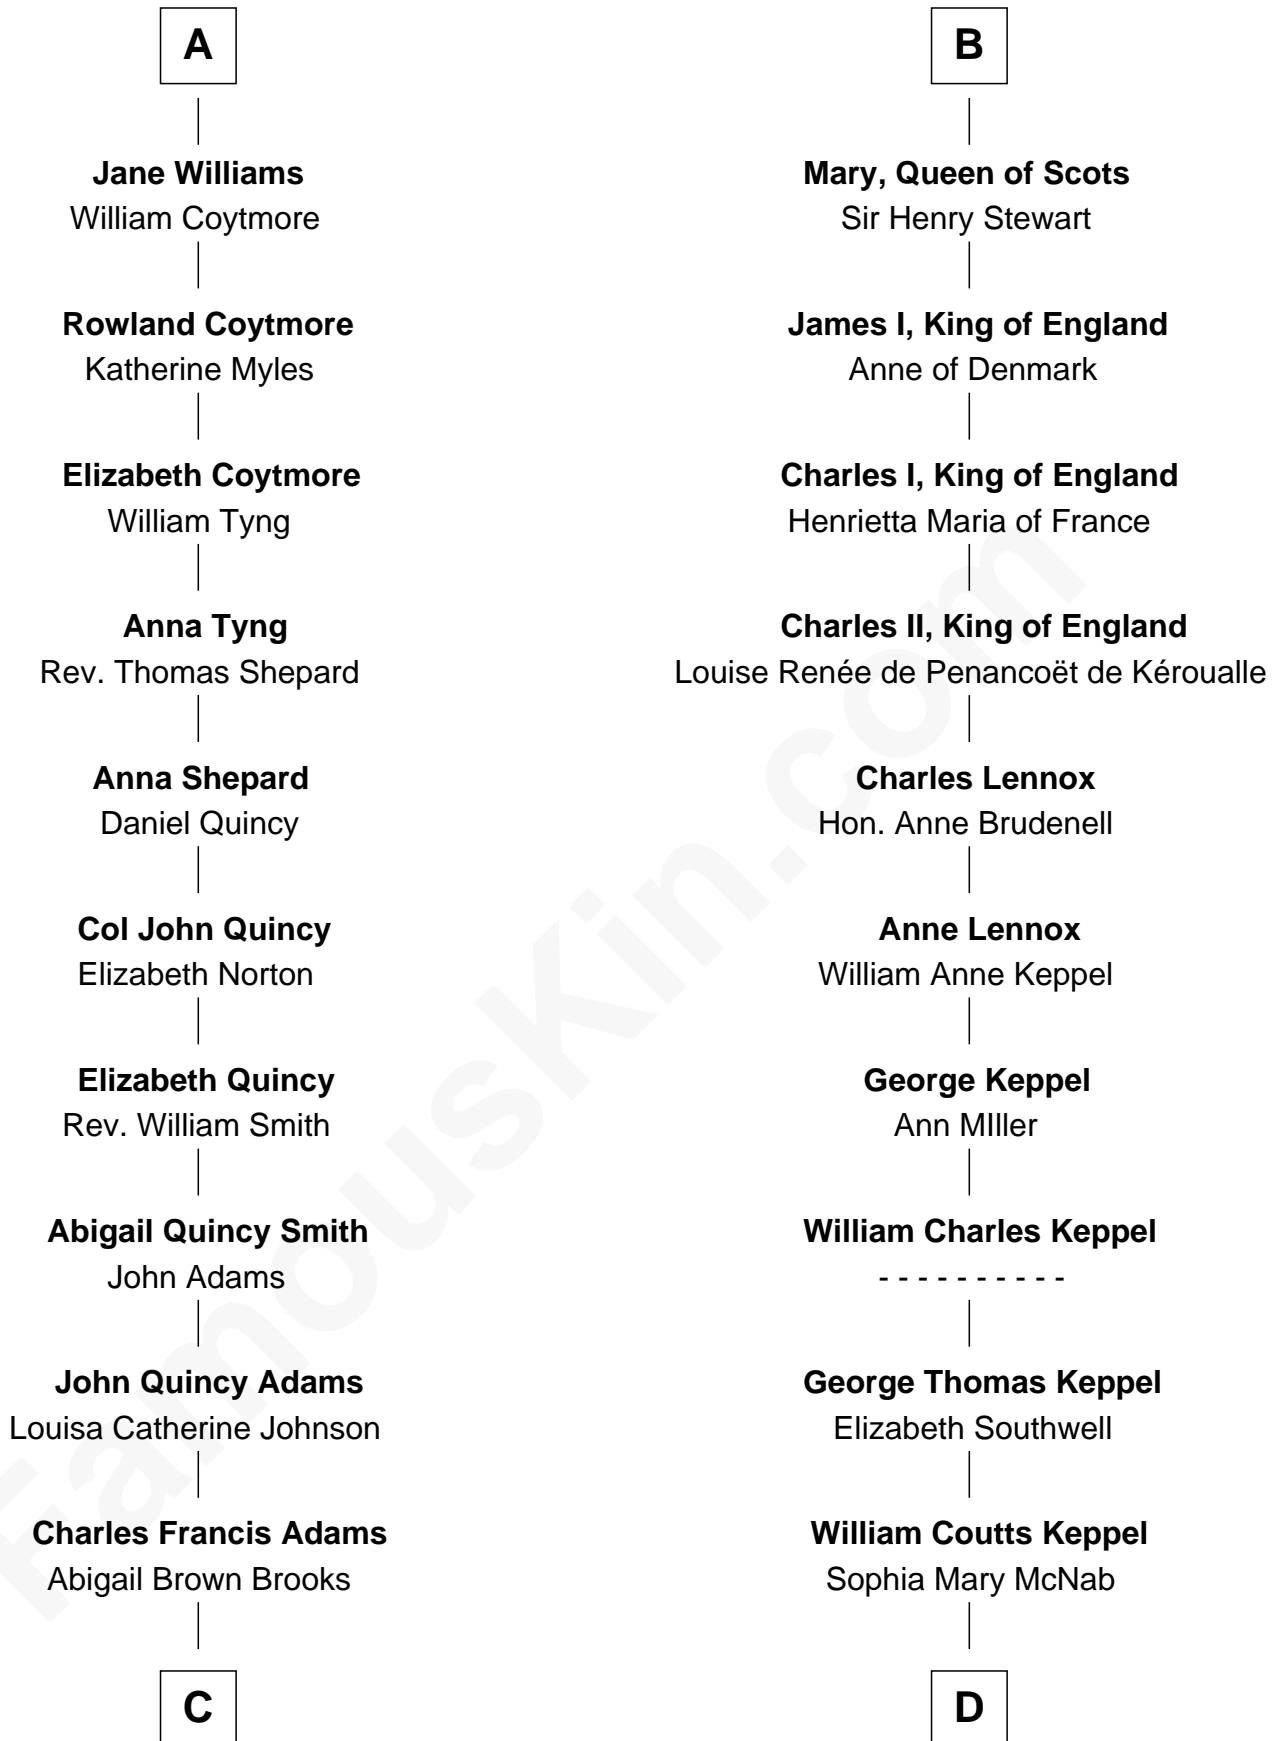 A
Jane Williams
William Coytmore
Rowland Coytmore
Katherine Myles
Elizabeth Coytmore
William Tyng
Anna Tyng
Rev. Thomas Shepard
Anna Shepard
Daniel Quincy
Col John Quincy
Elizabeth Norton
Elizabeth Quincy
Rev. William Smith
Abigail Quincy Smith
John Adams
John Quincy Adams
Louisa Catherine Johnson
Charles Francis Adams
Abigail Brown Brooks
C
B
Mary, Queen of Scots
Sir Henry Stewart
James I, King of England
Anne of Denmark
Charles I, King of England
Henrietta Maria of France
Charles II, King of England
Louise Renée de Penancoët de Kéroualle
Charles Lennox
Hon. Anne Brudenell
Anne Lennox
William Anne Keppel
George Keppel
Ann MIller
William Charles Keppel
- - - - - - - - - -
George Thomas Keppel
Elizabeth Southwell
William Coutts Keppel
Sophia Mary McNab
D
FamousKin.com